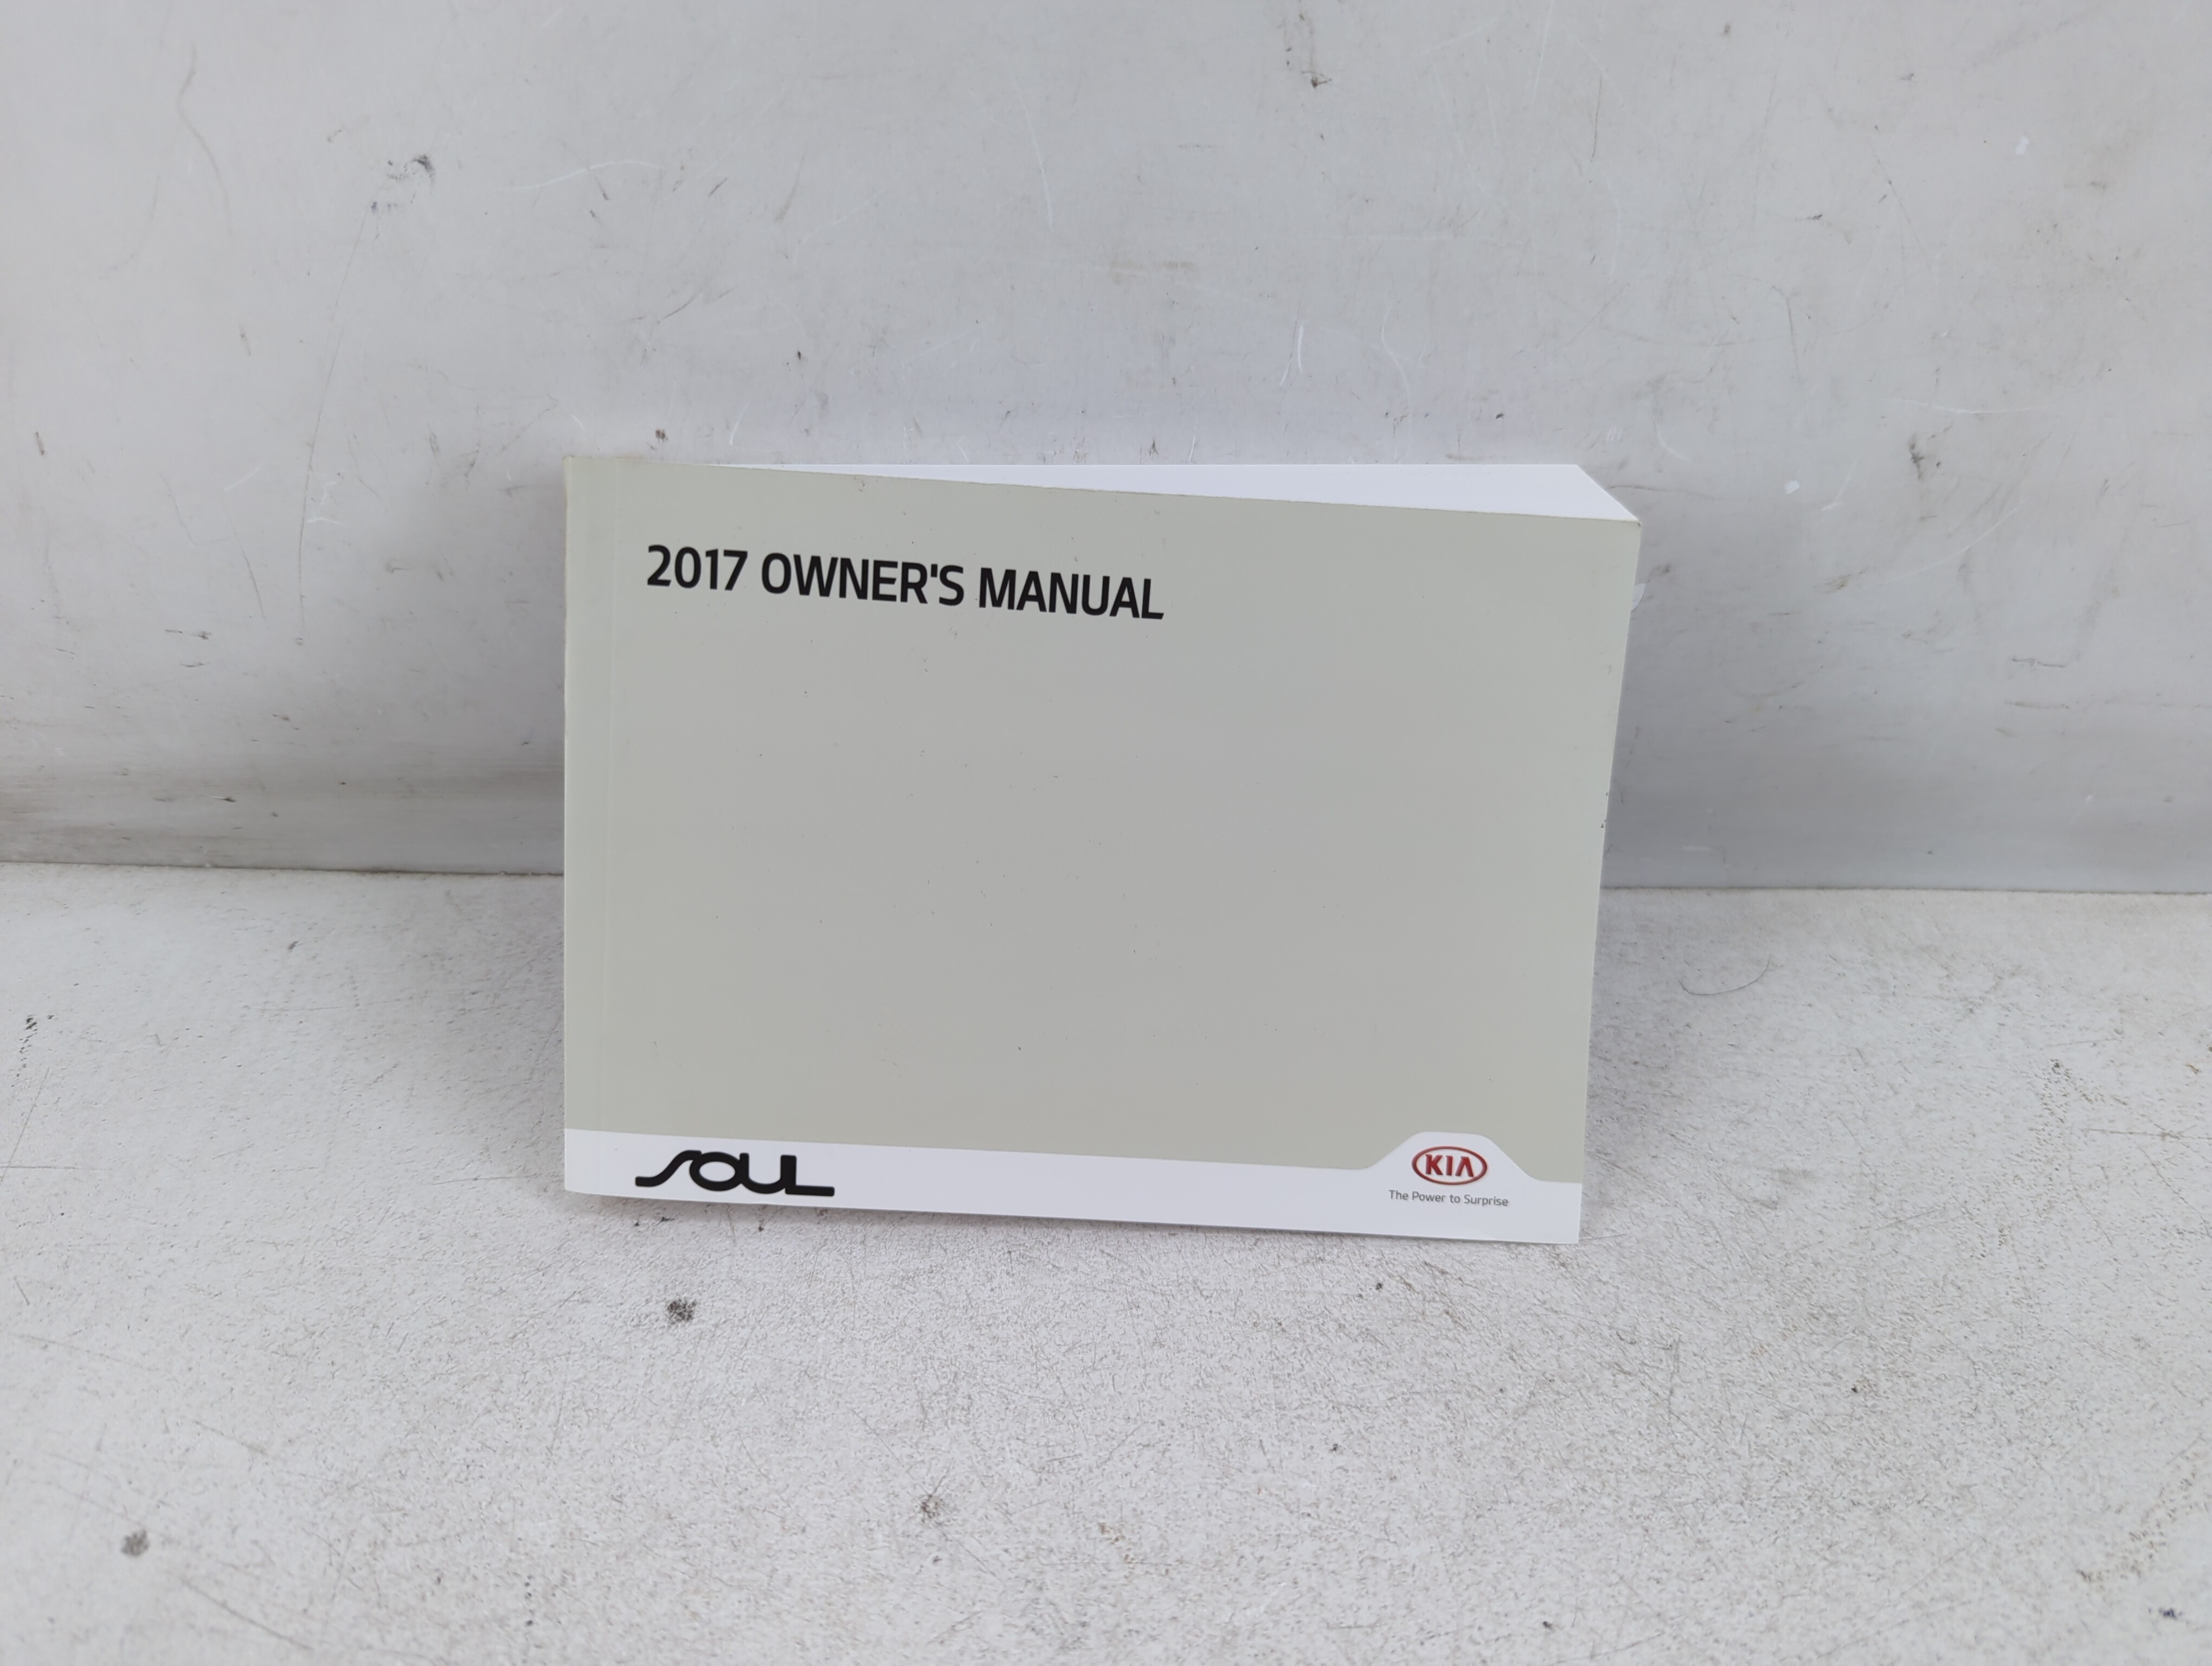 2017 OWNER'S MANUAL
SOUL
KIA
The Power to Surprise